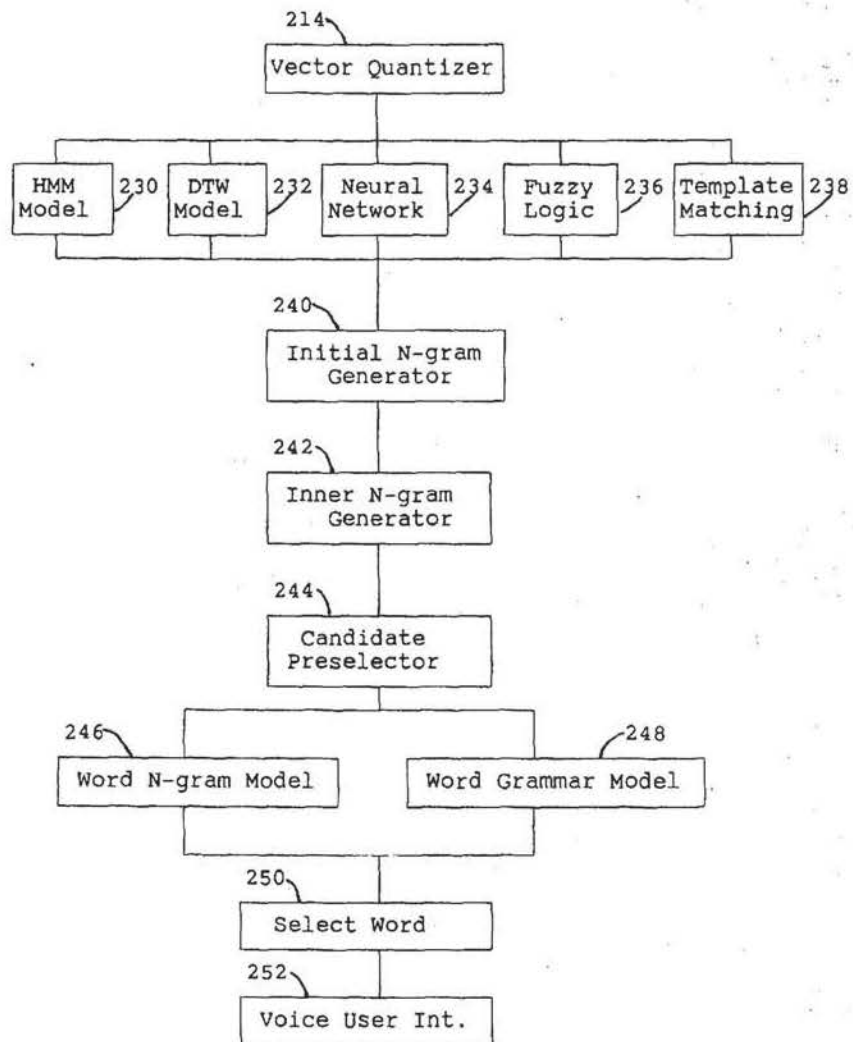 214
Vector Quantizer
HMM Model 230
DTW Model 232
Neural Network 234
Fuzzy Logic 236
Template Matching 238
240
Initial N-gram
Generator
242
Inner N-gram
Generator
244
Candidate
Preselector
246
Word N-gram Model
248
Word Grammar Model
250
Select Word
252
Voice User Int.